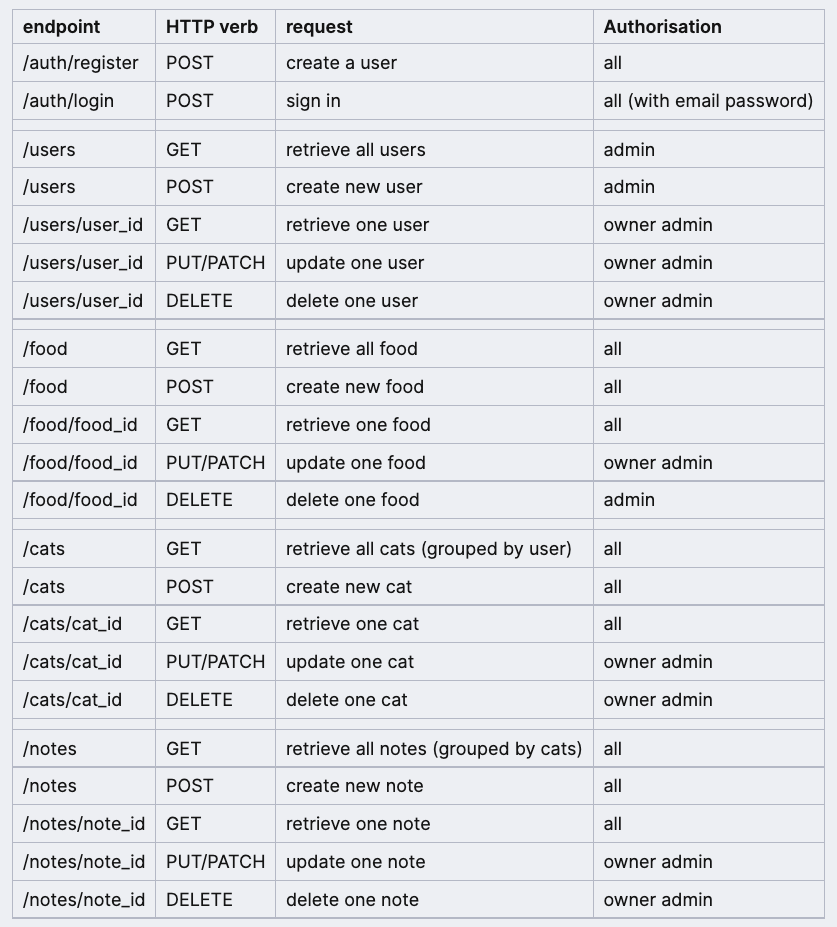 endpoint HTTP verb request Authorisation
/auth/register POST create a user all
/auth/login POST sign in all (with email password)
/users GET retrieve all users admin
/users POST create new user admin
/users/user_id GET retrieve one user owner admin
/users/user_id PUT/PATCH update one user owner admin
/users/user_id DELETE delete one user owner admin
/food GET retrieve all food all
/food POST create new food all
/food/food_id GET retrieve one food all
/food/food_id PUT/PATCH update one food owner admin
/food/food_id DELETE delete one food admin
/cats GET retrieve all cats (grouped by user) all
/cats POST create new cat all
/cats/cat_id GET retrieve one cat all
/cats/cat_id PUT/PATCH update one cat owner admin
/cats/cat_id DELETE delete one cat owner admin
/notes GET retrieve all notes (grouped by cats) all
/notes POST create new note all
/notes/note_id GET retrieve one note all
/notes/note_id PUT/PATCH update one note owner admin
/notes/note_id DELETE delete one note owner admin